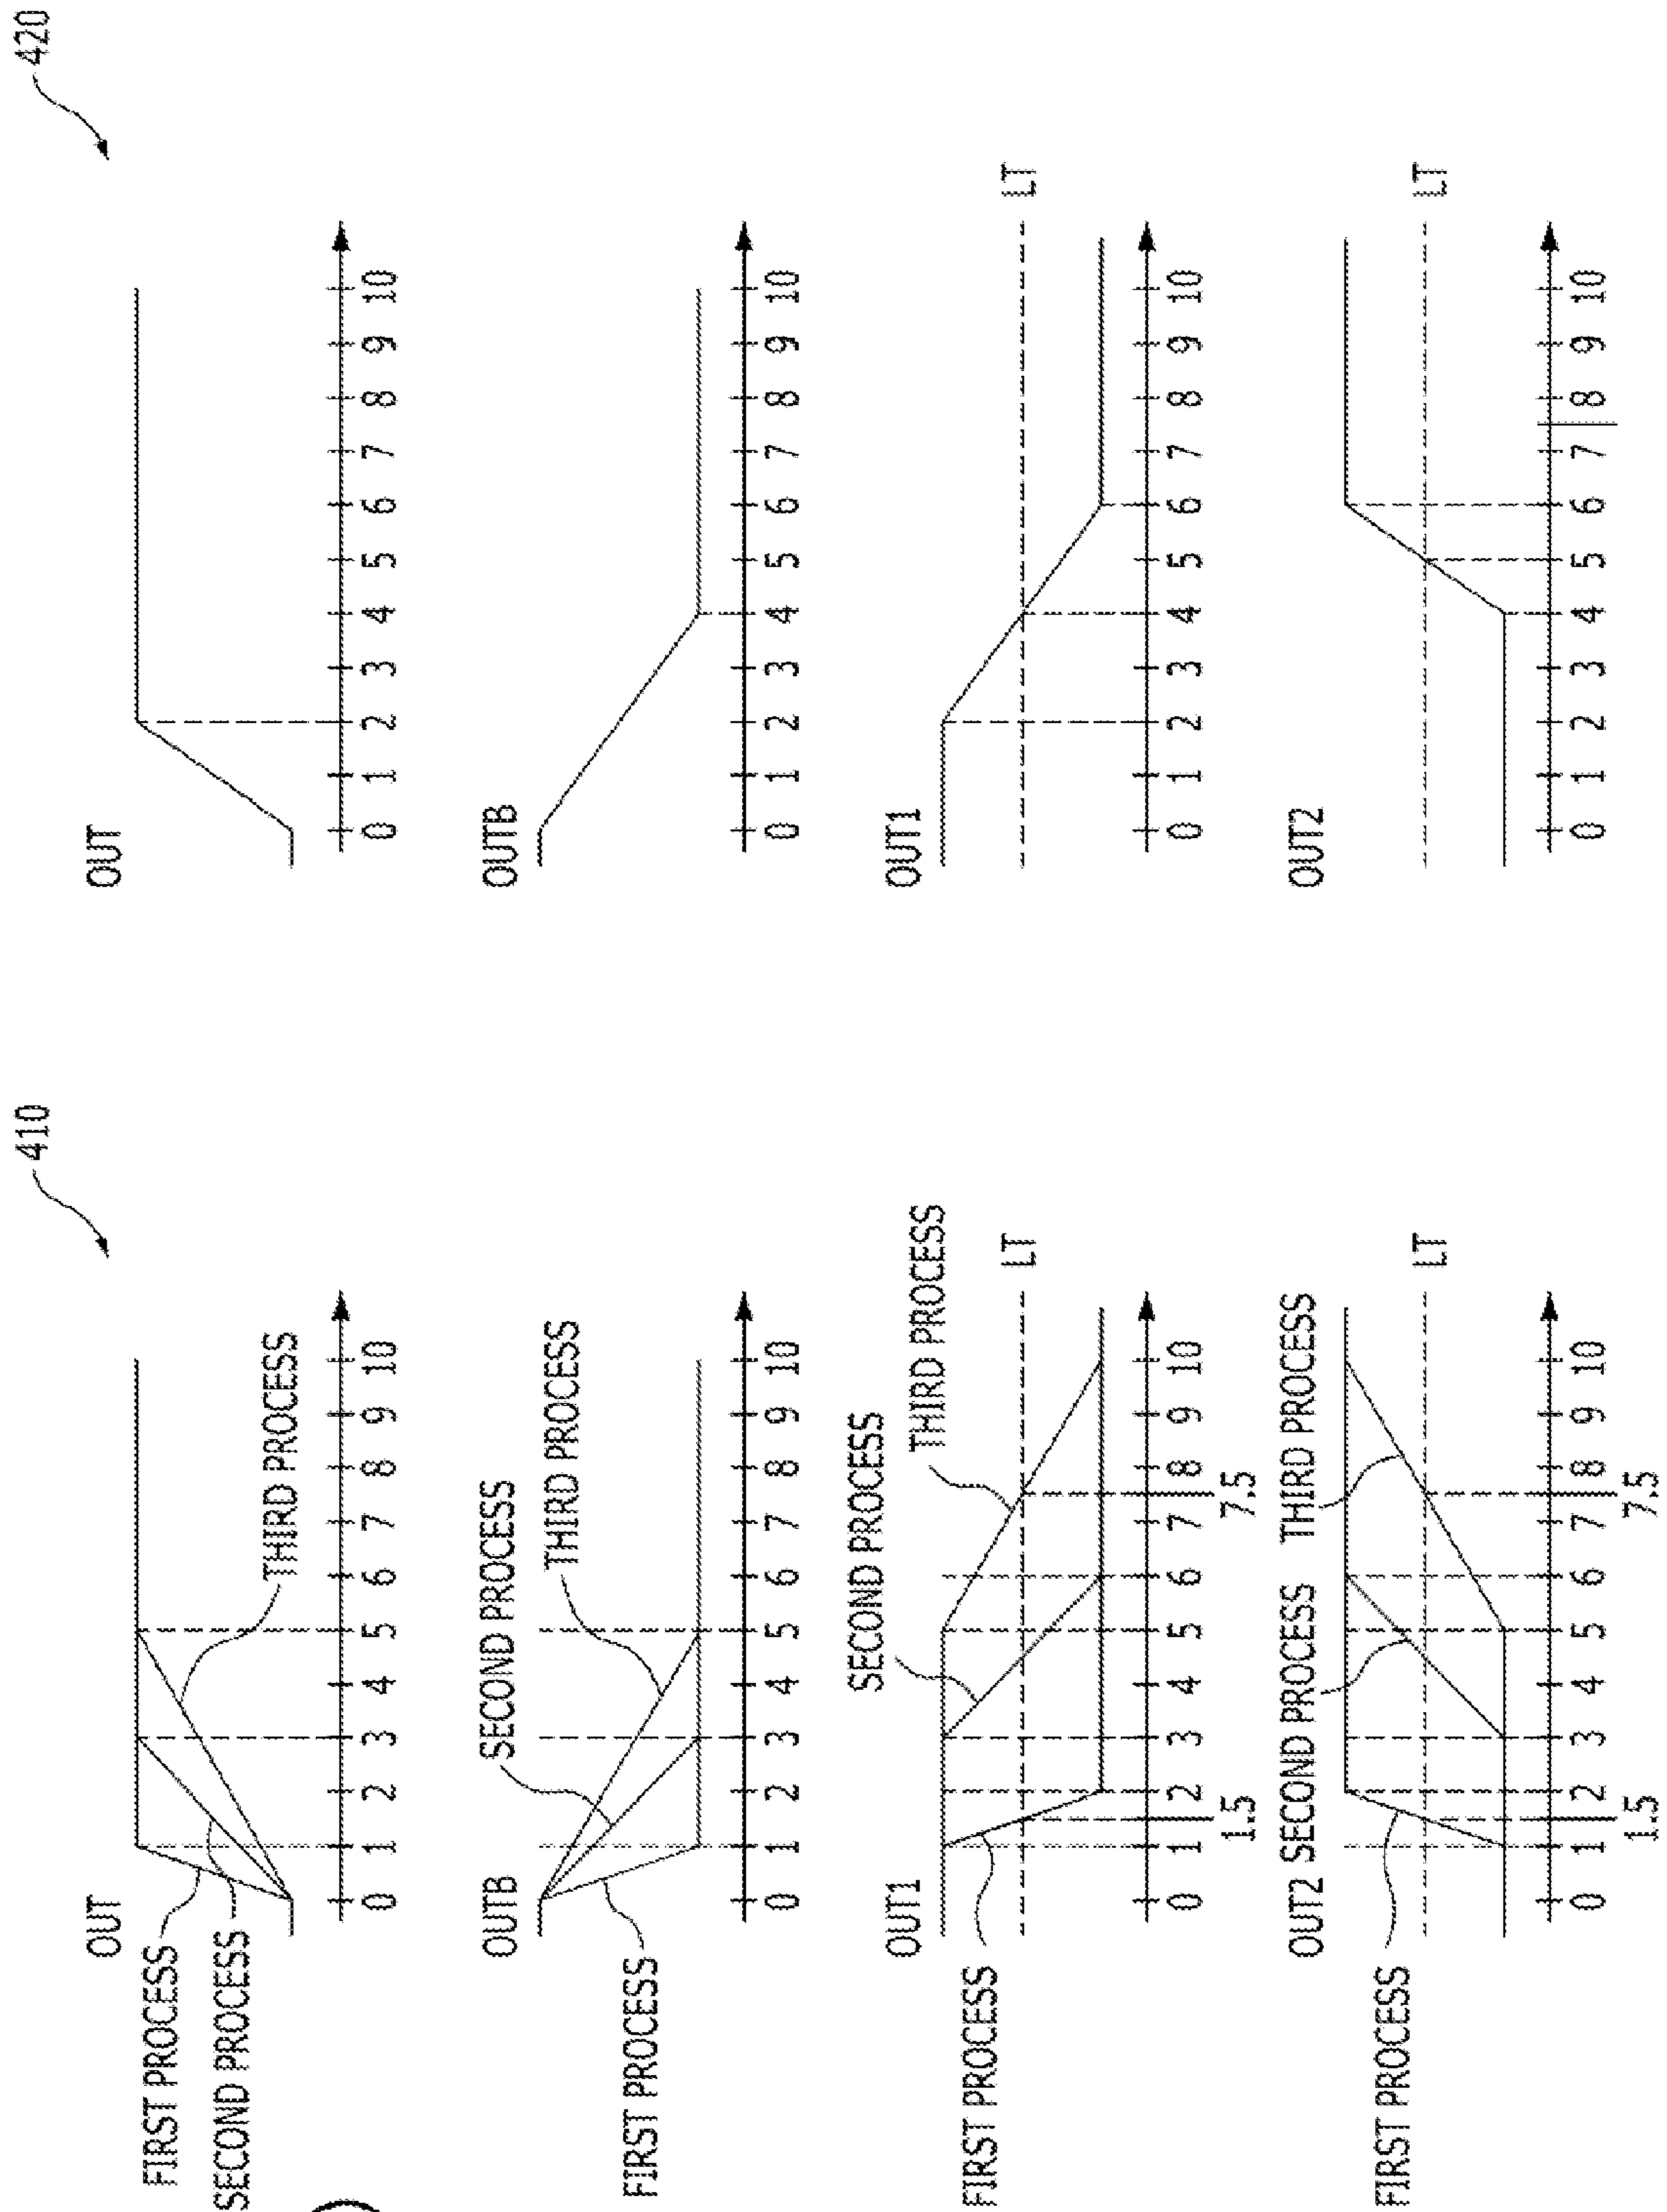 410
OUT
FIRST PROCESS
SECOND PROCESS
THIRD PROCESS
0 1 2 3 4 5 6 7 8 9 10
OUTB
SECOND PROCESS
THIRD PROCESS
FIRST PROCESS
0 1 2 3 4 5 6 7 8 9 10
OUT1
SECOND PROCESS
THIRD PROCESS
LT
FIRST PROCESS
0 1 2 3 4 5 6 7 8 9 10
1.5
7.5
OUT2
SECOND PROCESS
THIRD PROCESS
LT
FIRST PROCESS
0 1 2 3 4 5 6 7 8 9 10
1.5
7.5
420
OUT
0 1 2 3 4 5 6 7 8 9 10
OUTB
0 1 2 3 4 5 6 7 8 9 10
OUT1
LT
0 1 2 3 4 5 6 7 8 9 10
OUT2
LT
0 1 2 3 4 5 6 7 8 9 10